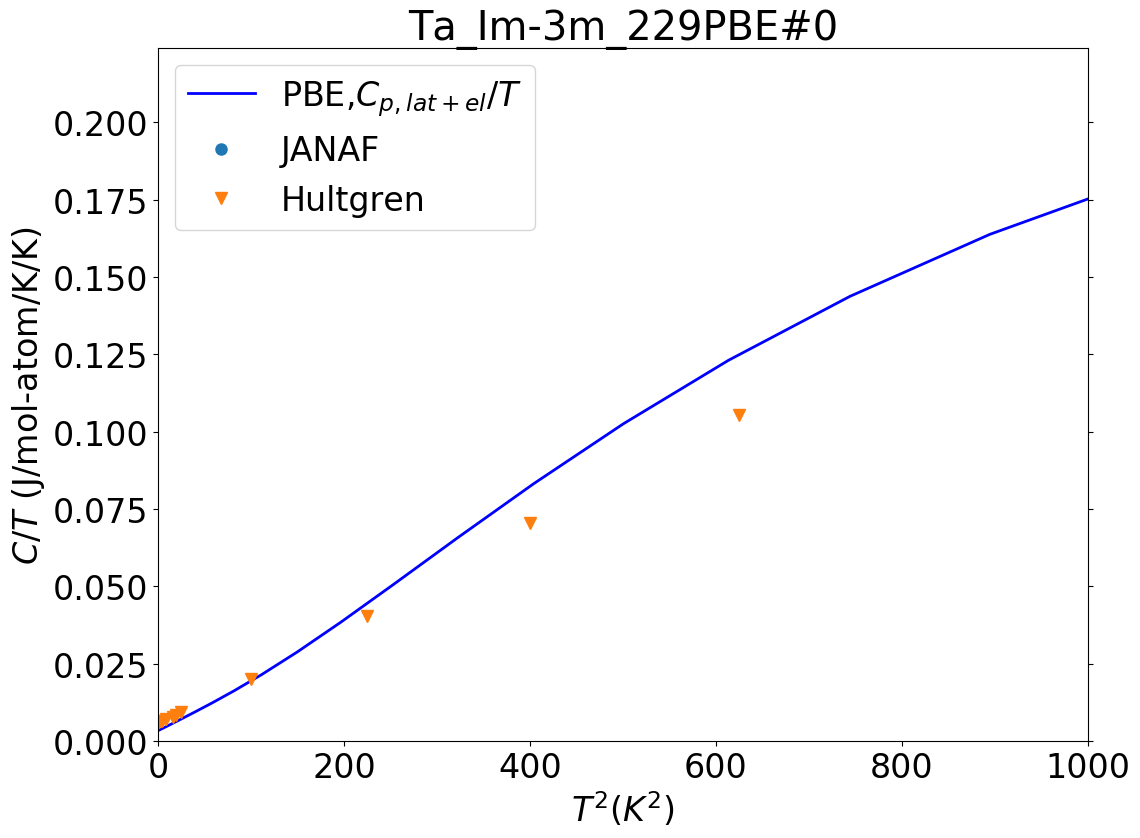 Ta_Im-3m_229PBE#0
PBE,$C_{p, lat+el}/T$
JANAF
Hultgren
0.200
0.175
0.150
0.125
0.100
0.075
0.050
0.025
0.000
C/T (J/mol-atom/K/K)
0 200 400 600 800 1000
$T^2(K^2)$